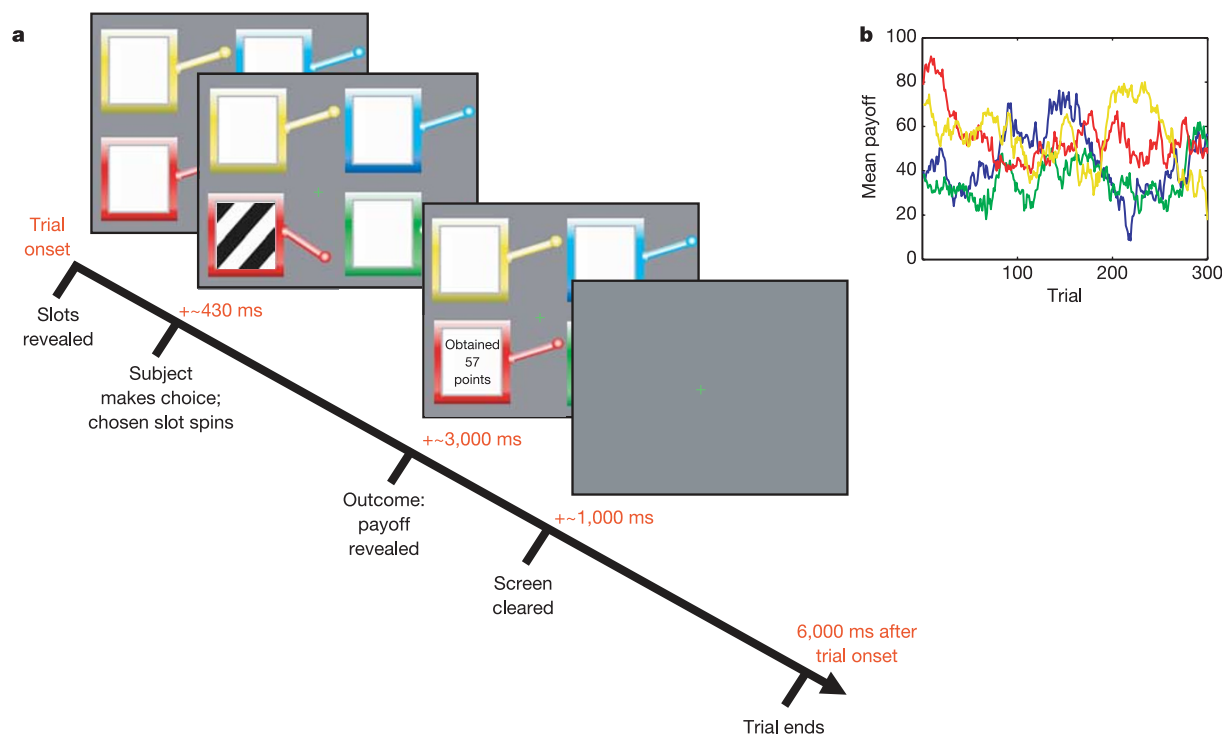 a
Trial
onset
Slots
revealed
+~430 ms
Subject
makes choice;
chosen slot spins
Obtained
57
points
+~3,000 ms
Outcome:
payoff
revealed
+~1,000 ms
Screen
cleared
6,000 ms after
trial onset
Trial ends
b
Mean payoff
100
80
60
40
20
0
100
200
300
Trial